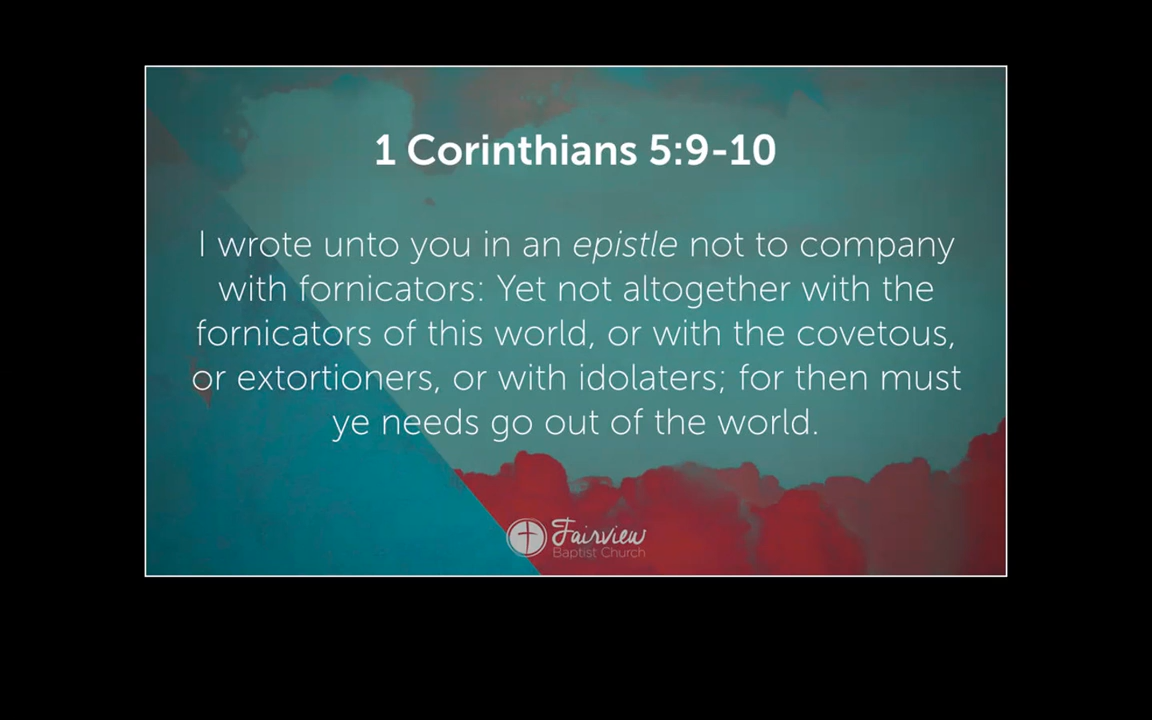 1 Corinthians 5:9-10
I wrote unto you in an epistle not to company
with fornicators: Yet not altogether with the
fornicators of this world, or with the covetous,
or extortioners, or with idolaters; for then must
ye needs go out of the world.
Fairview
Baptist Church